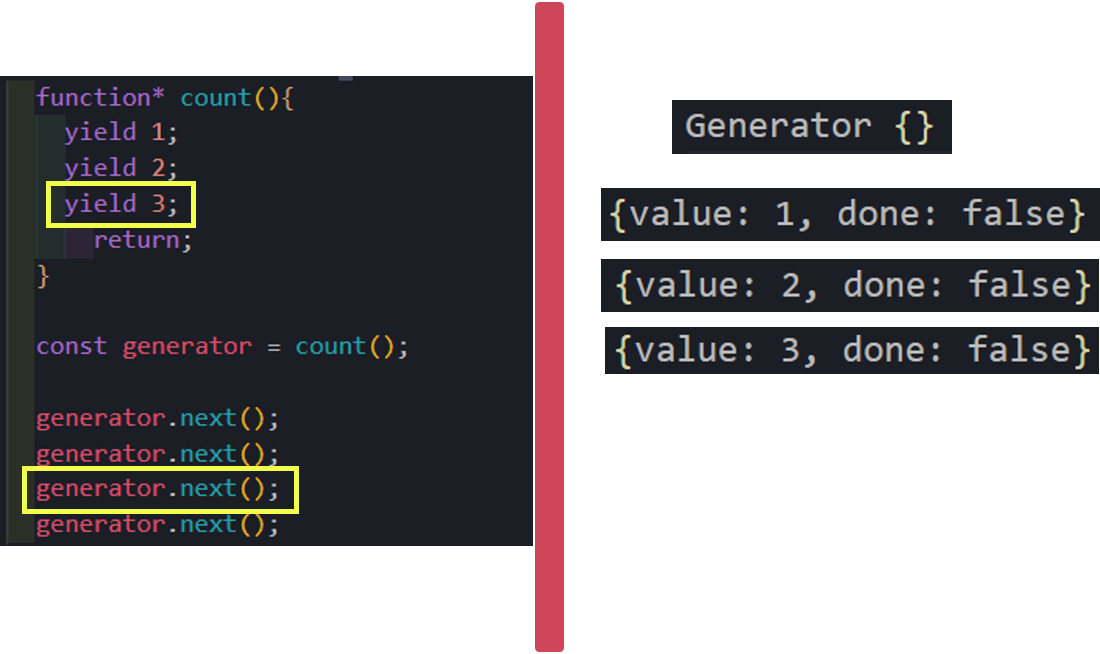 function* count(){
yield 1;
yield 2;
yield 3;
return;
}
const generator = count();
generator.next();
generator.next();
generator.next();
generator.next();
Generator {}
{value: 1, done: false}
{value: 2, done: false}
{value: 3, done: false}